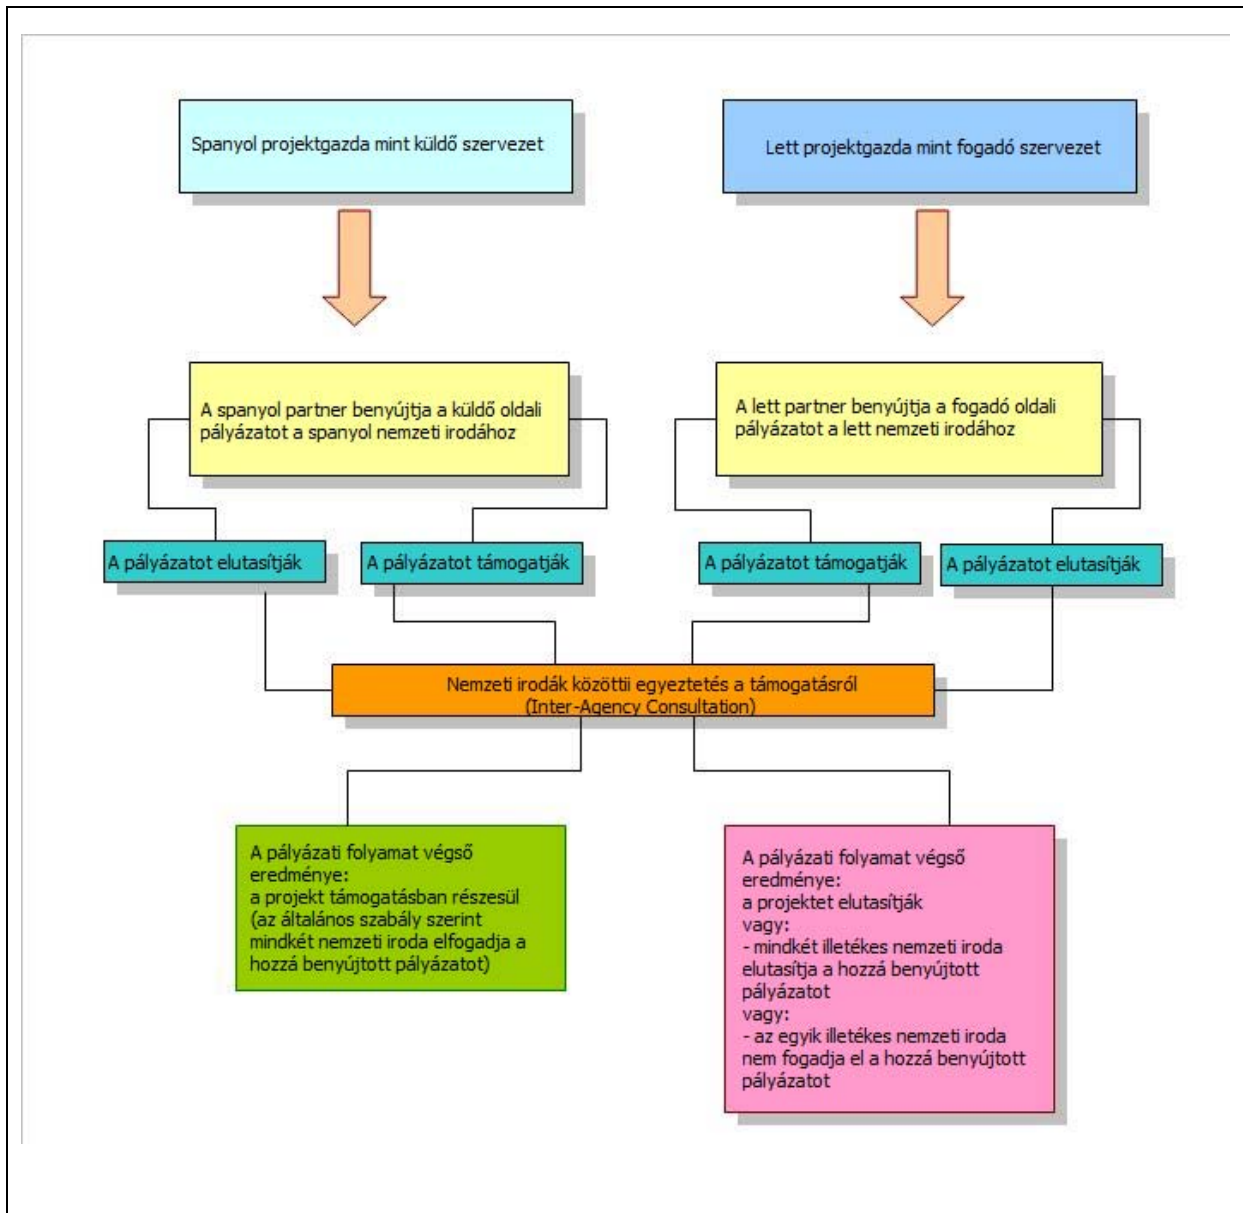 Spanyol projektgazda mint küldő szervezet
Lett projektgazda mint fogadó szervezet
A spanyol partner benyújtja a küldő oldali
pályázatot a spanyol nemzeti irodához
A lett partner benyújtja a fogadó oldali
pályázatot a lett nemzeti irodához
A pályázatot elutasítják
A pályázatot támogatják
A pályázatot támogatják
A pályázatot elutasítják
Nemzeti irodák közöttii egyeztetés a támogatásról
(Inter-Agency Consultation)
A pályázati folyamat végső
eredménye:
a projekt támogatásban részesül
(az általános szabály szerint
mindkét nemzeti iroda elfogadja a
hozzá benyújtott pályázatot)
A pályázati folyamat végső
eredménye:
a projektet elutasítják
vagy:
- mindkét illetékes nemzeti iroda
elutasítja a hozzá benyújtott
pályázatot
vagy:
- az egyik illetékes nemzeti iroda
nem fogadja el a hozzá benyújtott
pályázatot